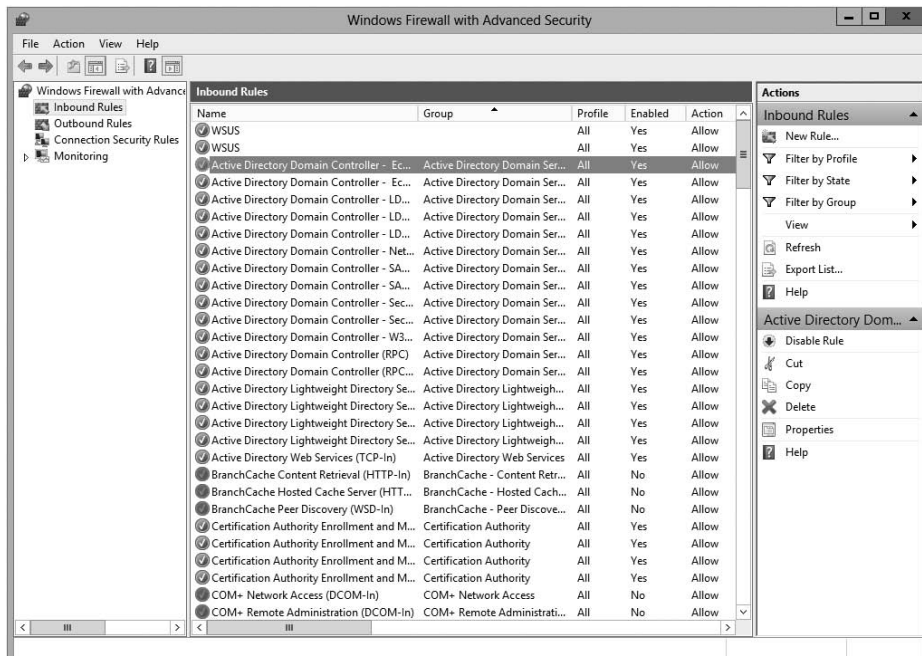 Windows Firewall with Advanced Security
File Action View Help
Windows Firewall with Advance
Inbound Rules
Outbound Rules
Connection Security Rules
Monitoring
Inbound Rules
Name Group Profile Enabled Action
WSUS All Yes Allow
WSUS All Yes Allow
Active Directory Domain Controller - Ec... Active Directory Domain Ser... All Yes Allow
Active Directory Domain Controller - Ec... Active Directory Domain Ser... All Yes Allow
Active Directory Domain Controller - LD... Active Directory Domain Ser... All Yes Allow
Active Directory Domain Controller - LD... Active Directory Domain Ser... All Yes Allow
Active Directory Domain Controller - LD... Active Directory Domain Ser... All Yes Allow
Active Directory Domain Controller - Net... Active Directory Domain Ser... All Yes Allow
Active Directory Domain Controller - SA... Active Directory Domain Ser... All Yes Allow
Active Directory Domain Controller - SA... Active Directory Domain Ser... All Yes Allow
Active Directory Domain Controller - Sec... Active Directory Domain Ser... All Yes Allow
Active Directory Domain Controller - Sec... Active Directory Domain Ser... All Yes Allow
Active Directory Domain Controller - W3... Active Directory Domain Ser... All Yes Allow
Active Directory Domain Controller (RPC) Active Directory Domain Ser... All Yes Allow
Active Directory Domain Controller (RPC... Active Directory Domain Ser... All Yes Allow
Active Directory Lightweight Directory Se... Active Directory Lightweigh... All Yes Allow
Active Directory Lightweight Directory Se... Active Directory Lightweigh... All Yes Allow
Active Directory Lightweight Directory Se... Active Directory Lightweigh... All Yes Allow
Active Directory Lightweight Directory Se... Active Directory Lightweigh... All Yes Allow
Active Directory Web Services (TCP-In) Active Directory Web Services All Yes Allow
BranchCache Content Retrieval (HTTP-In) BranchCache - Content Retr... All No Allow
BranchCache Hosted Cache Server (HTT... BranchCache - Hosted Cach... All No Allow
BranchCache Peer Discovery (WSD-In) BranchCache - Peer Discove... All No Allow
Certification Authority Enrollment and M... Certification Authority All Yes Allow
Certification Authority Enrollment and M... Certification Authority All Yes Allow
Certification Authority Enrollment and M... Certification Authority All Yes Allow
Certification Authority Enrollment and M... Certification Authority All Yes Allow
COM+ Network Access (DCOM-In) COM+ Network Access All No Allow
COM+ Remote Administration (DCOM-In) COM+ Remote Administrati... All No Allow
Actions
Inbound Rules
New Rule...
Filter by Profile
Filter by State
Filter by Group
View
Refresh
Export List...
Help
Active Directory Dom...
Disable Rule
Cut
Copy
Delete
Properties
Help